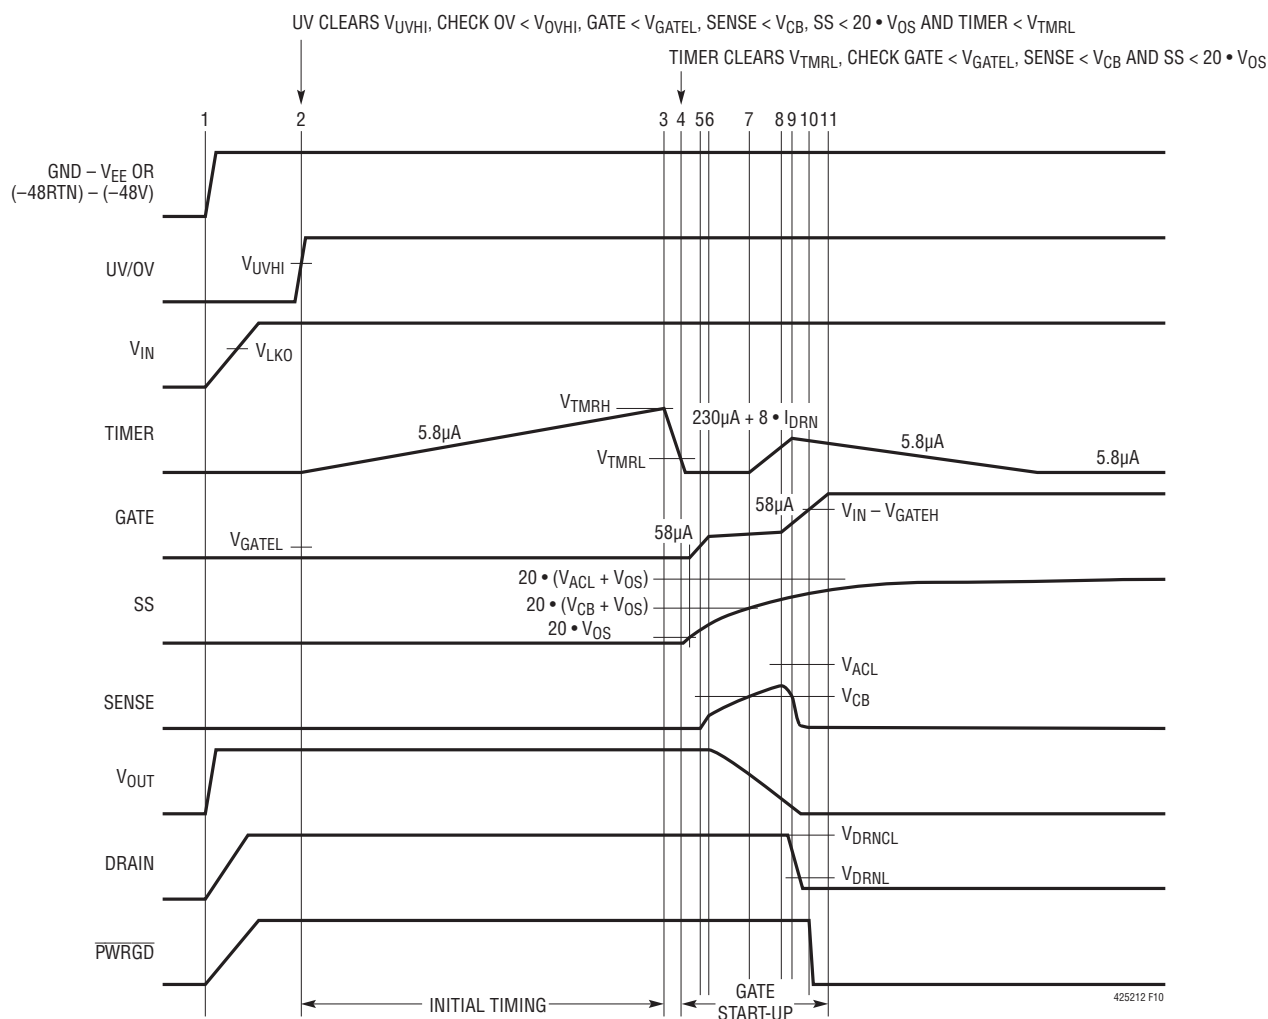 UV CLEARS VUVHI, CHECK OV < VOVHI, GATE < VGATEL, SENSE < VCB, SS < 20 • VOS AND TIMER < VTMRL
TIMER CLEARS VTMRL, CHECK GATE < VGATEL, SENSE < VCB AND SS < 20 • VOS
1 2 3 4 5 6 7 8 9 10 11
GND – VEE OR
(–48RTN) – (–48V)
UV/OV
VUVHI
VIN
VLKO
TIMER
5.8µA
VTMRH
VTMRL
230µA + 8 • IDRN
5.8µA
5.8µA
GATE
VGATEL
58µA
58µA
VIN – VGATEH
SS
20 • (VACL + VOS)
20 • (VCB + VOS)
20 • VOS
SENSE
VACL
VCB
VOUT
DRAIN
VDRNCL
VDRNL
PWRGD
INITIAL TIMING
GATE
START-UP
425212 F10